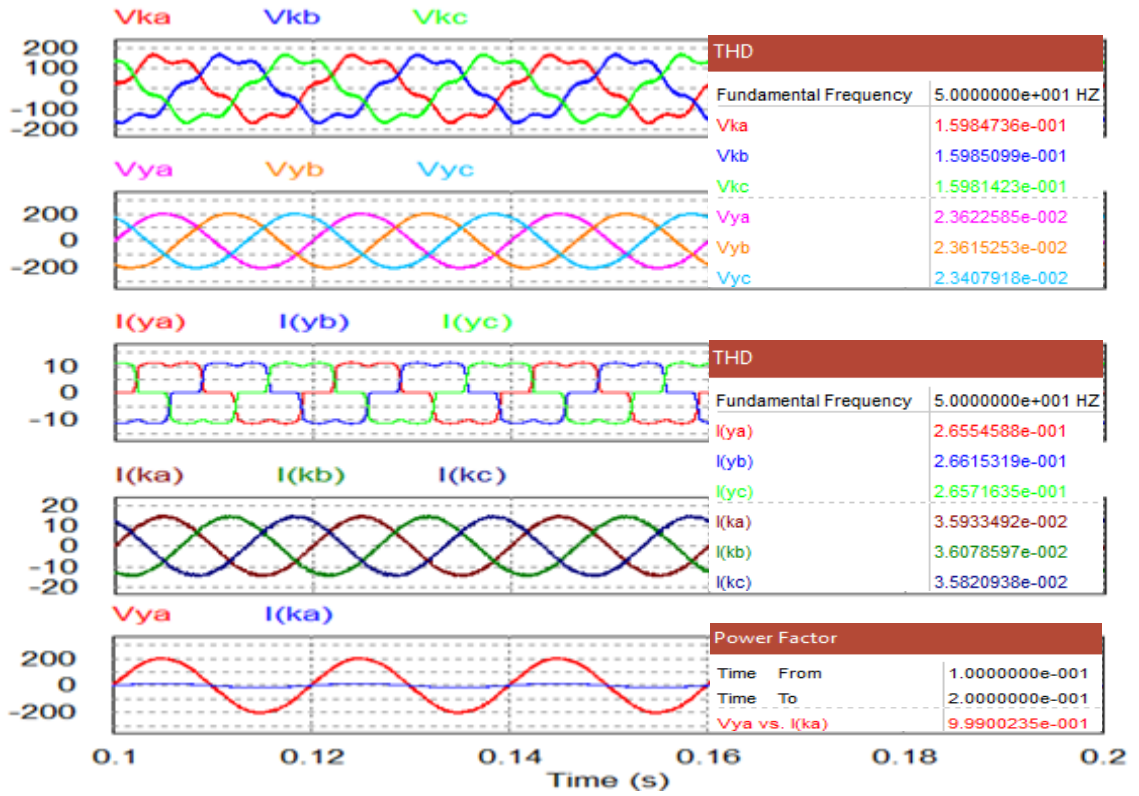 Vka Vkb Vkc
200
100
0
-100
-200
THD
Fundamental Frequency 5.0000000e+001 HZ
Vka 1.5984736e-001
Vkb 1.5985099e-001
Vkc 1.5981423e-001
Vya 2.3622585e-002
Vyb 2.3615253e-002
Vyc 2.3407918e-002
Vya Vyb Vyc
200
0
-200
I(ya) I(yb) I(yc)
10
0
-10
THD
Fundamental Frequency 5.0000000e+001 HZ
I(ya) 2.6554588e-001
I(yb) 2.6615319e-001
I(yc) 2.6571635e-001
I(ka) 3.5933492e-002
I(kb) 3.6078597e-002
I(kc) 3.5820938e-002
I(ka) I(kb) I(kc)
20
10
0
-10
-20
Vya I(ka)
200
0
-200
Power Factor
Time From 1.0000000e-001
Time To 2.0000000e-001
Vya vs. I(ka) 9.9900235e-001
0.1 0.12 0.14 0.16 0.18 0.2
Time (s)